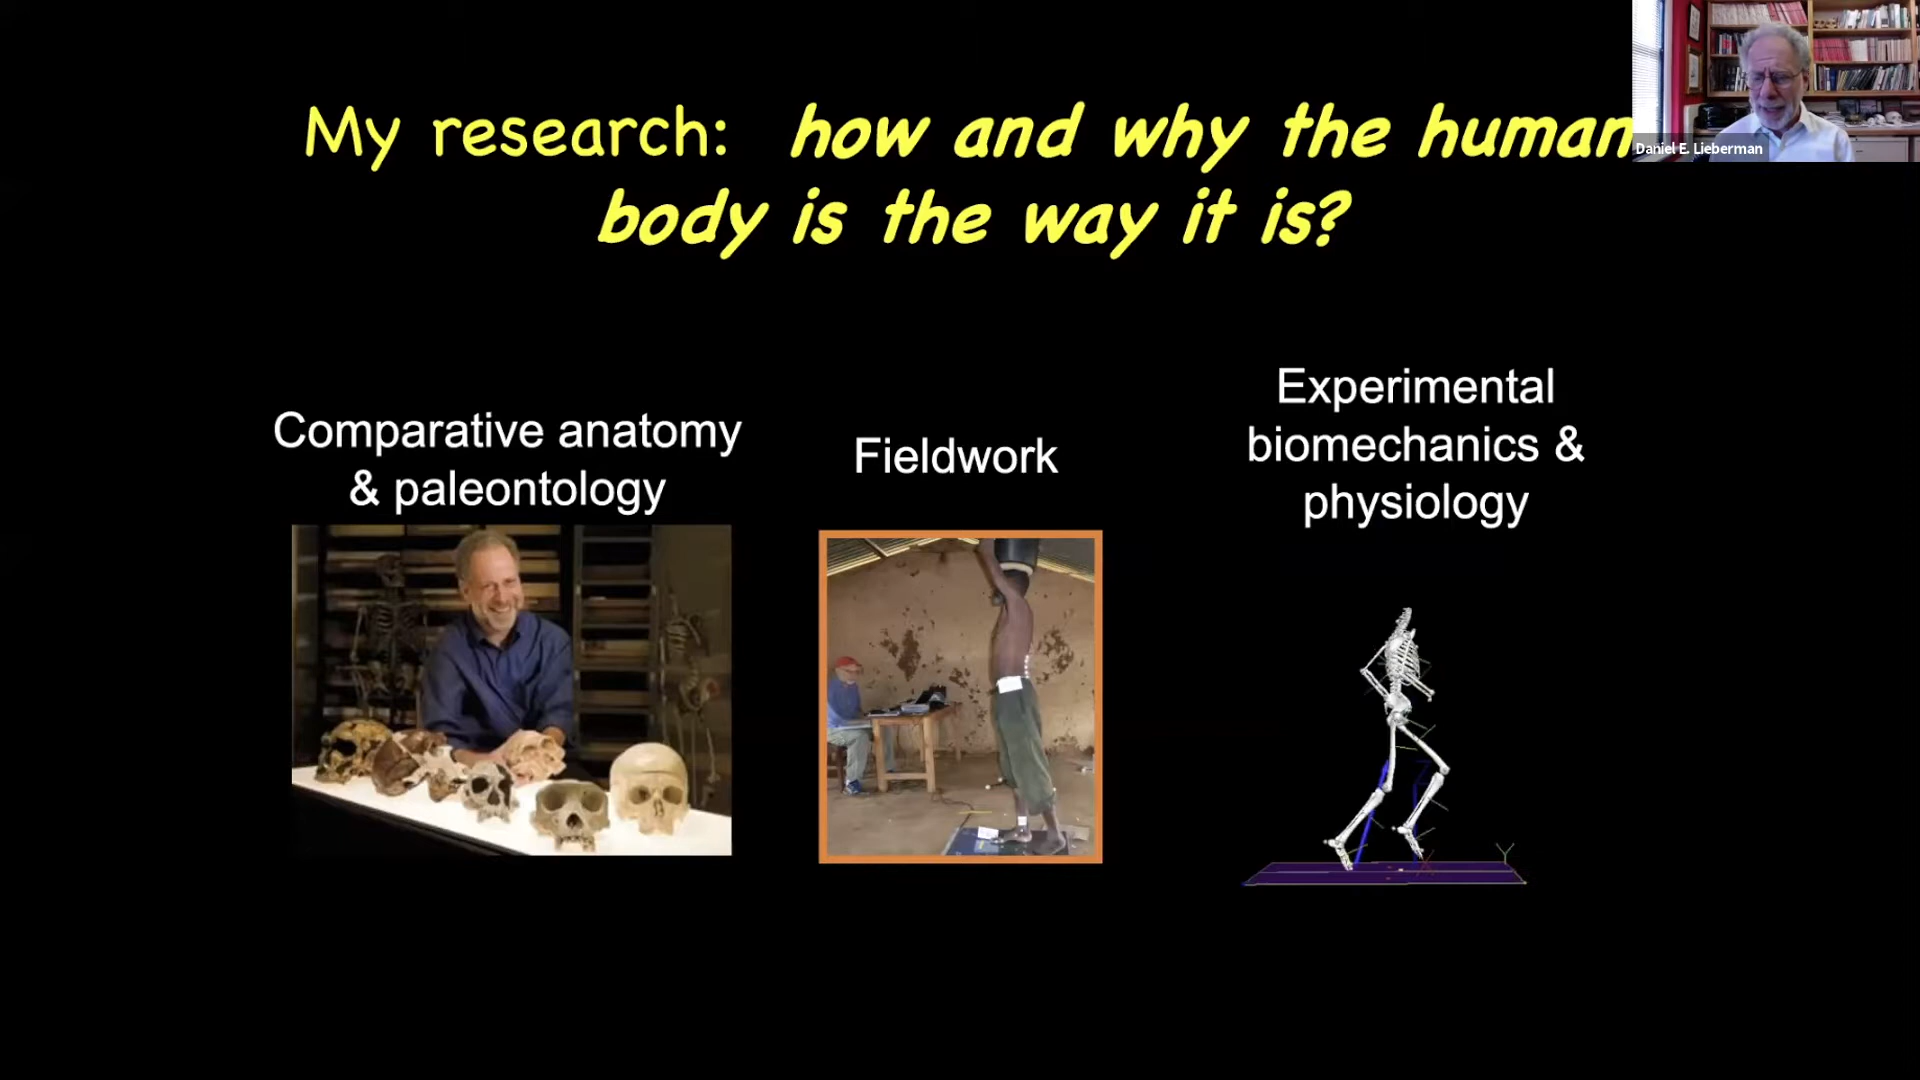 My research: how and why the human
body is the way it is?
Daniel E. Lieberman
Comparative anatomy
& paleontology
Fieldwork
Experimental
biomechanics &
physiology